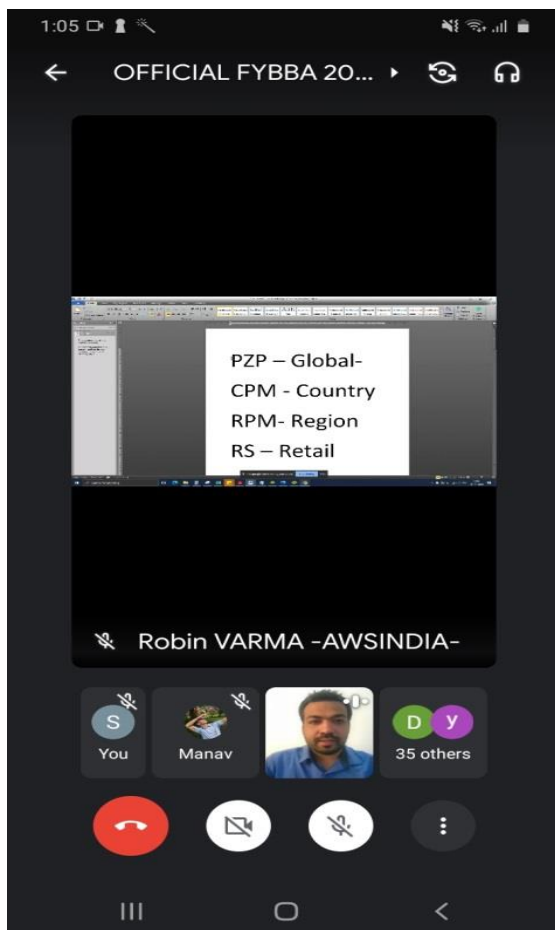 1:05
OFFICIAL FYBBA 20...
PZP – Global-
CPM - Country
RPM- Region
RS – Retail
Robin VARMA -AWSINDIA-
S
You
Manav
D y
35 others